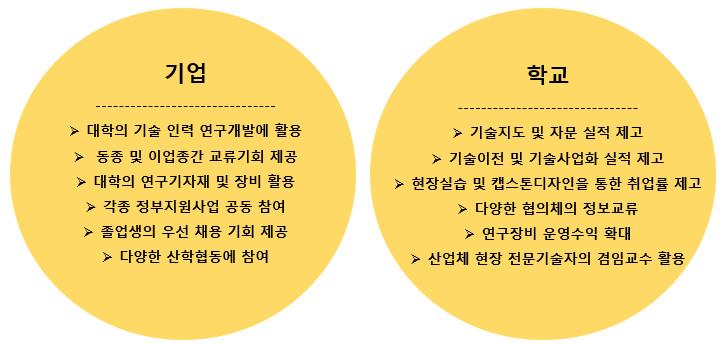 기업
------------------------------
➢ 대학의 기술 인력 연구개발에 활용
➢ 동종 및 이업종간 교류기회 제공
➢ 대학의 연구기자재 및 장비 활용
➢ 각종 정부지원사업 공동 참여
➢ 졸업생의 우선 채용 기회 제공
➢ 다양한 산학협동에 참여
학교
------------------------------
➢ 기술지도 및 자문 실적 제고
➢ 기술이전 및 기술사업화 실적 제고
➢ 현장실습 및 캡스톤디자인을 통한 취업률 제고
➢ 다양한 협의체의 정보교류
➢ 연구장비 운영수익 확대
➢ 산업체 현장 전문기술자의 겸임교수 활용